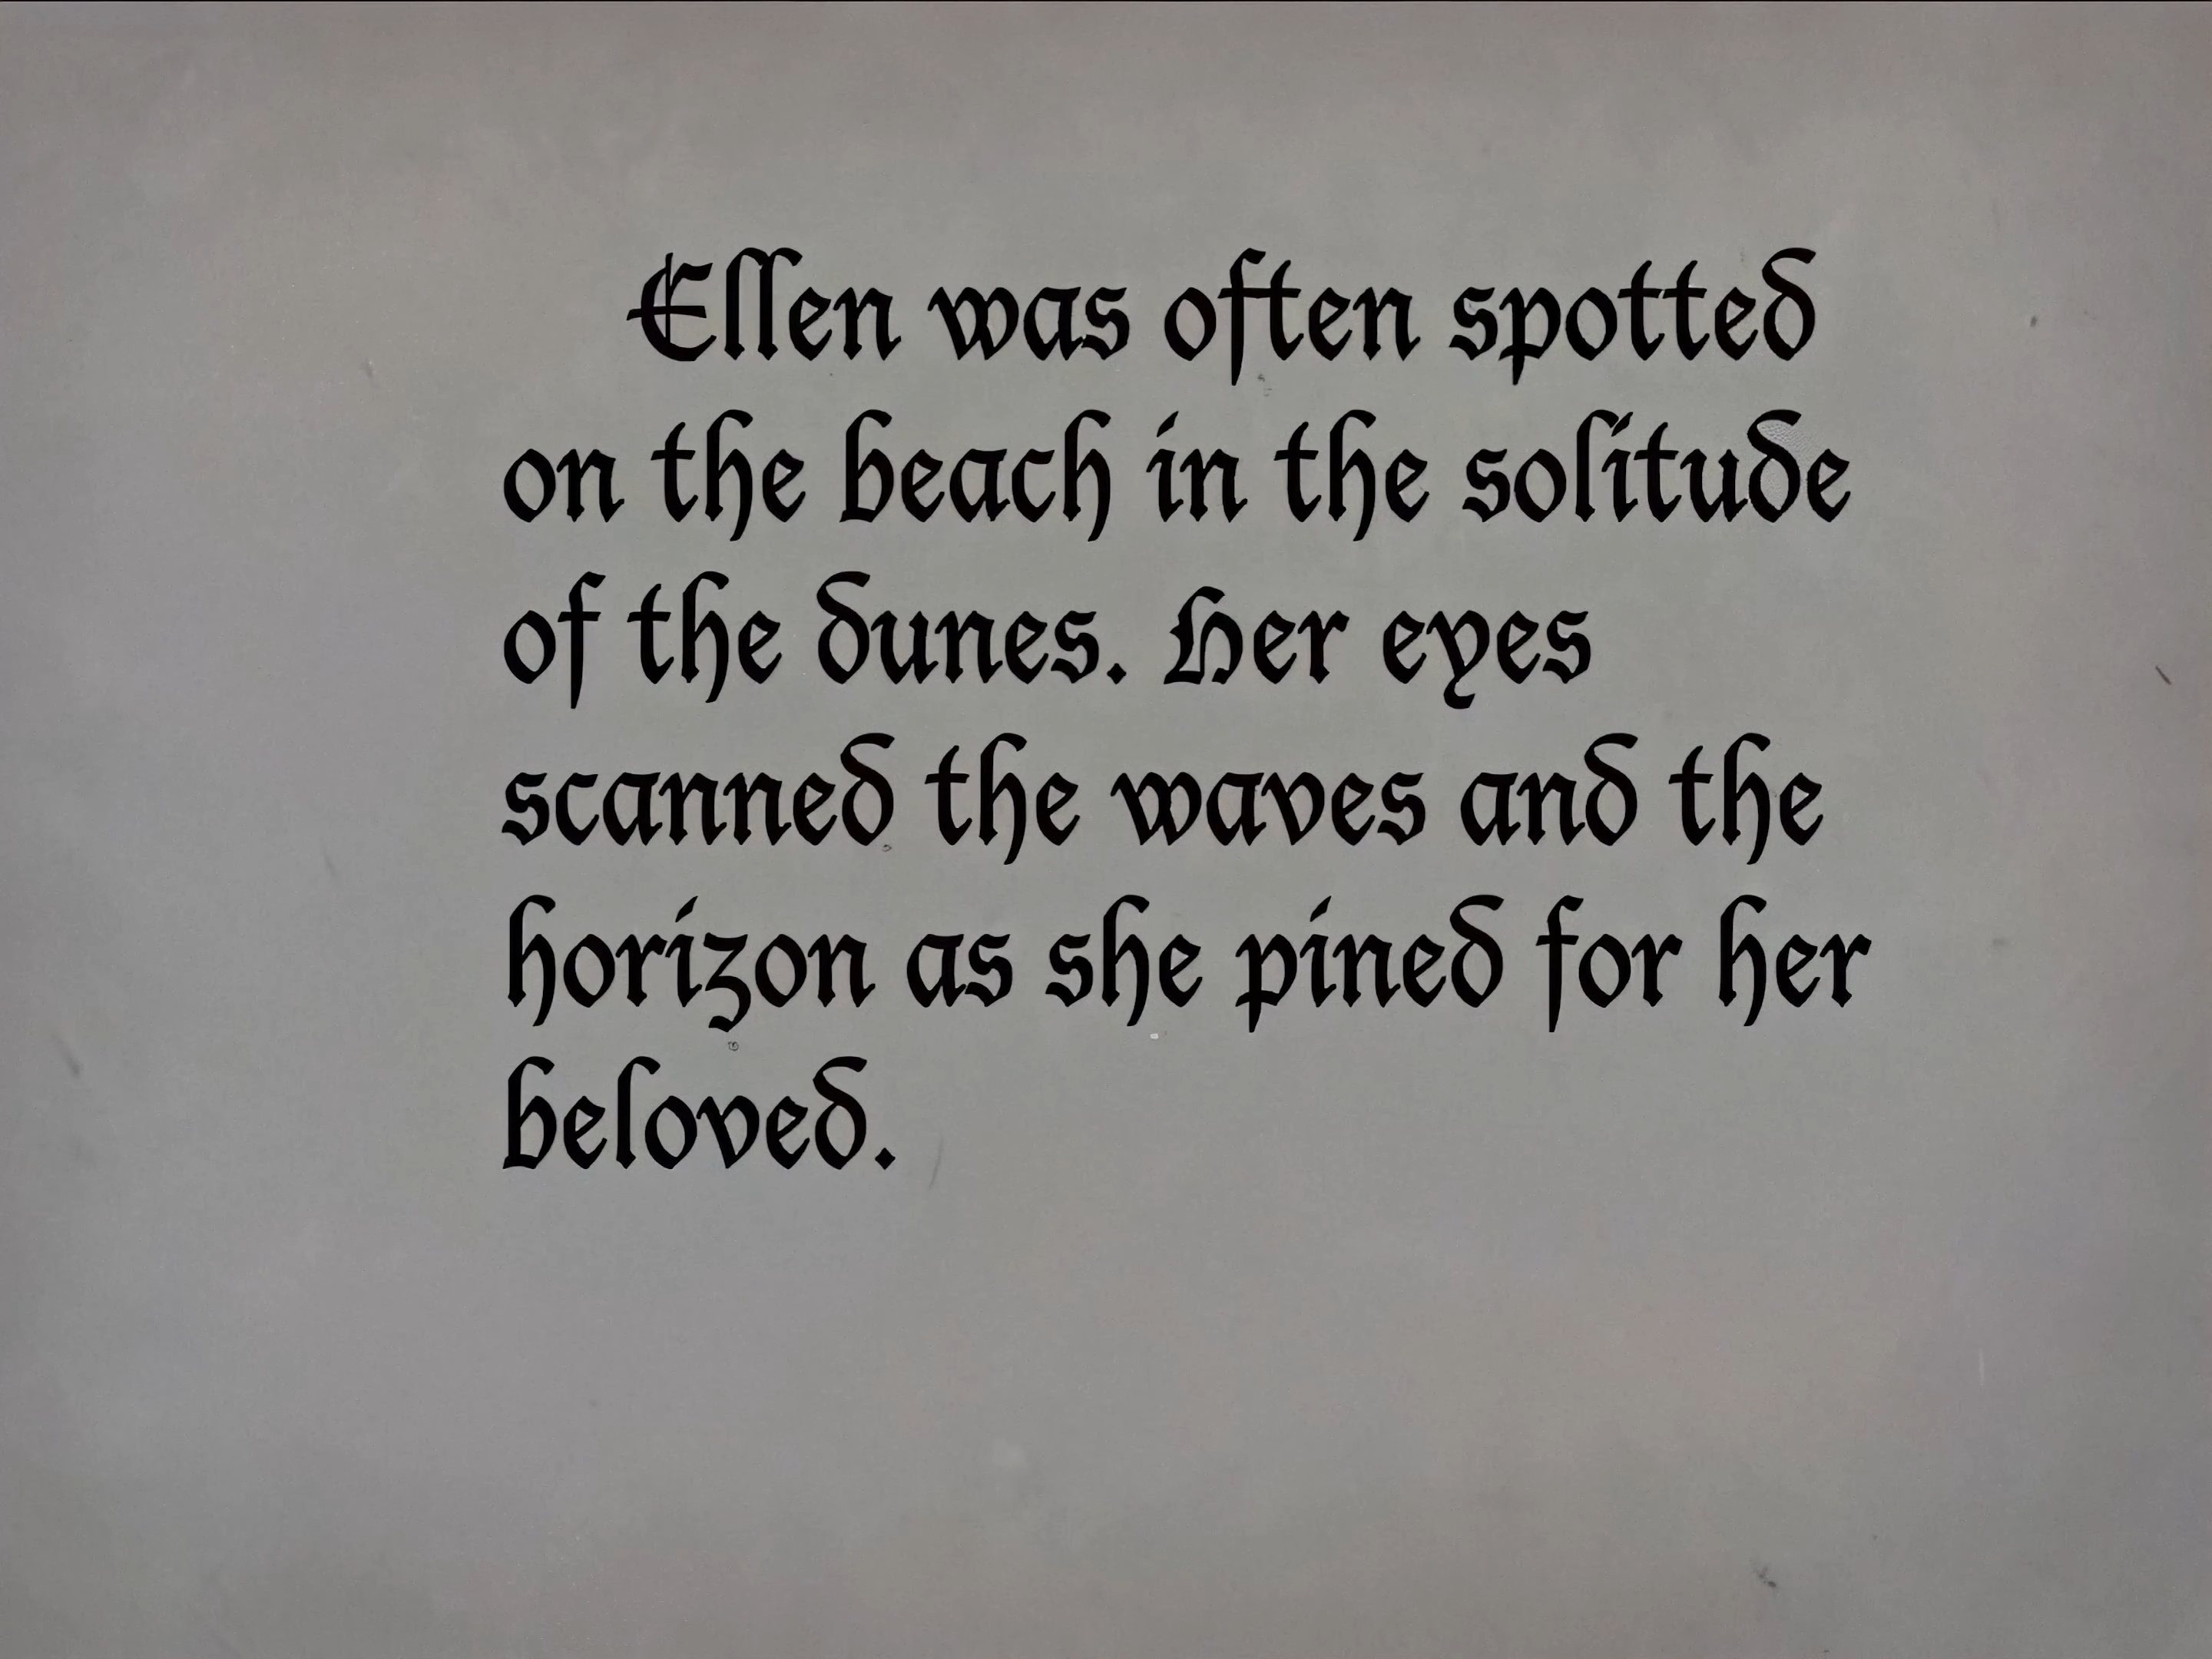 Ellen was often spotted
on the beach in the solitude
of the dunes. Her eyes
scanned the waves and the
horizon as she pined for her
beloved.